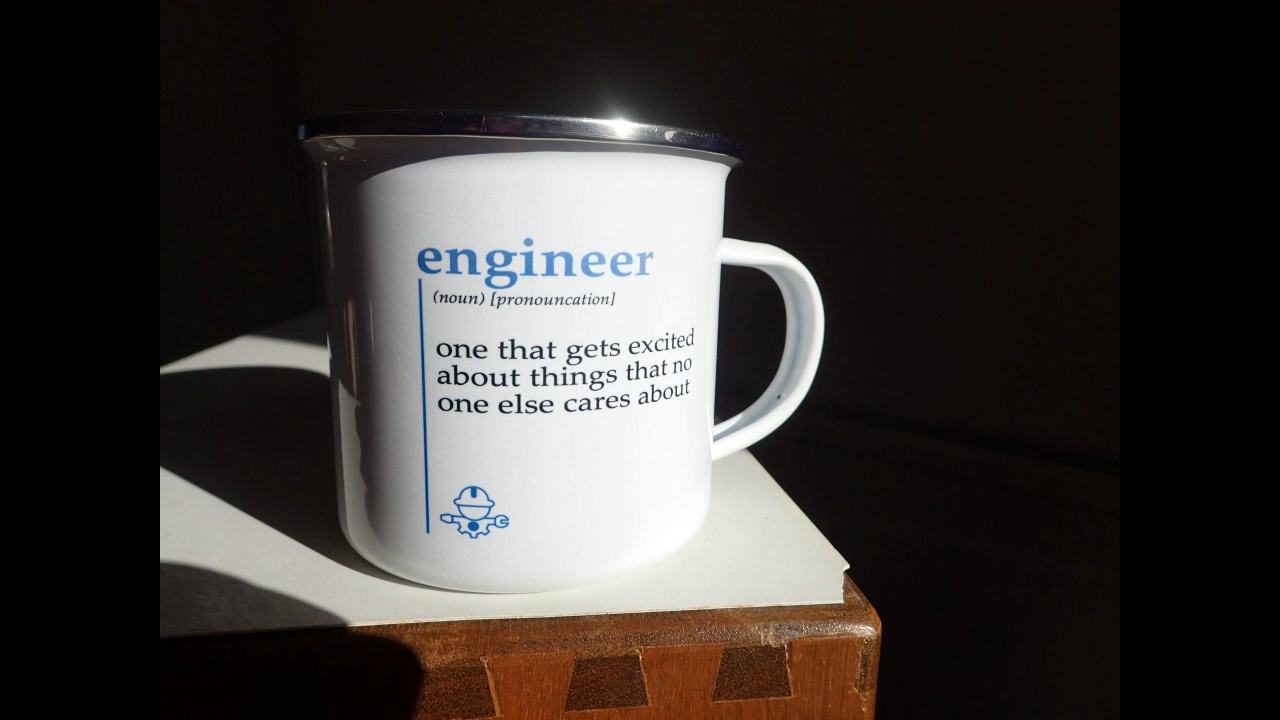 engineer
(noun) [pronouncation]
one that gets excited
about things that no
one else cares about